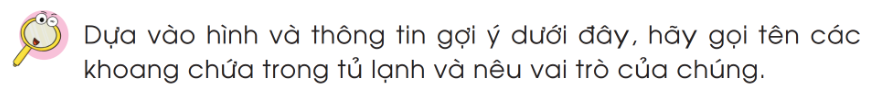 Dựa vào hình và thông tin gợi ý dưới đây, hãy gọi tên các
khoang chứa trong tủ lạnh và nêu vai trò của chúng.